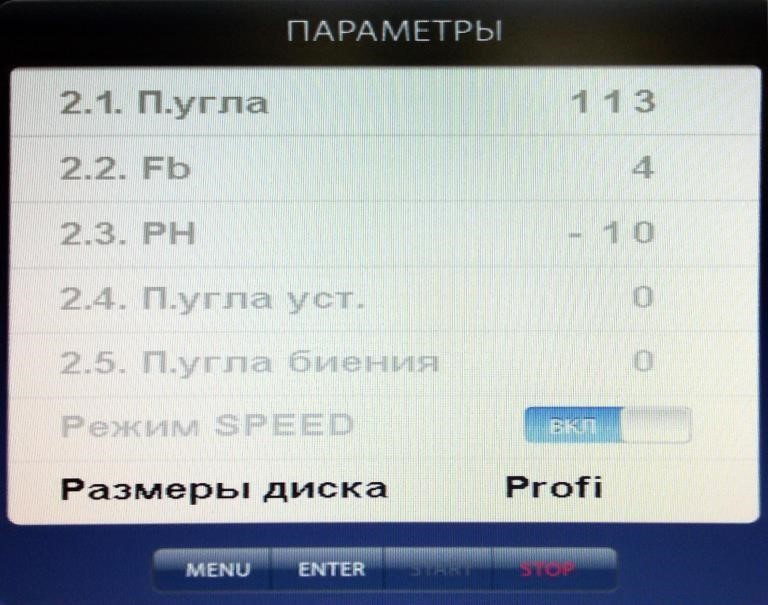 ПАРАМЕТРЫ
2.1. П.угла 113
2.2. Fb 4
2.3. PH - 10
2.4. П.угла уст. 0
2.5. П.угла биения 0
Режим SPEED ВКЛ
Размеры диска Profi
MENU ENTER START STOP